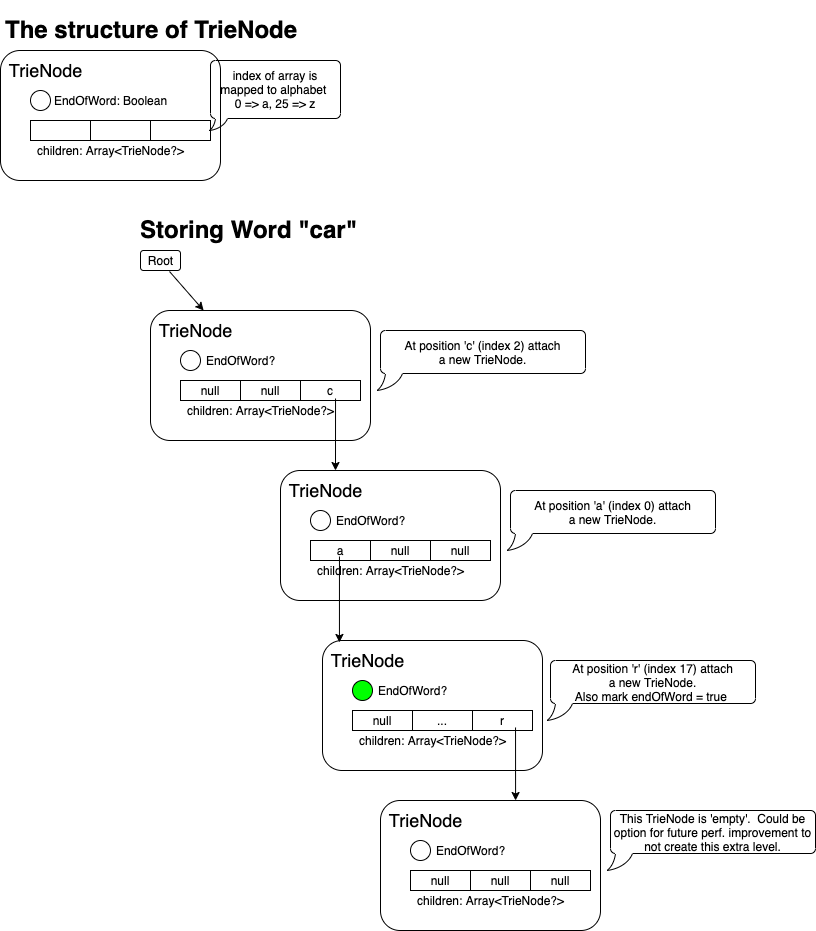 The structure of TrieNode
TrieNode
EndOfWord: Boolean
children: Array<TrieNode?>
index of array is
mapped to alphabet
0 => a, 25 => z
Storing Word "car"
Root
TrieNode
EndOfWord?
null null c
children: Array<TrieNode?>
At position 'c' (index 2) attach
a new TrieNode.
TrieNode
EndOfWord?
a null null
children: Array<TrieNode?>
At position 'a' (index 0) attach
a new TrieNode.
TrieNode
EndOfWord?
null ... r
children: Array<TrieNode?>
At position 'r' (index 17) attach
a new TrieNode.
Also mark endOfWord = true
TrieNode
EndOfWord?
null null null
children: Array<TrieNode?>
This TrieNode is 'empty'. Could be
option for future perf. improvement to
not create this extra level.